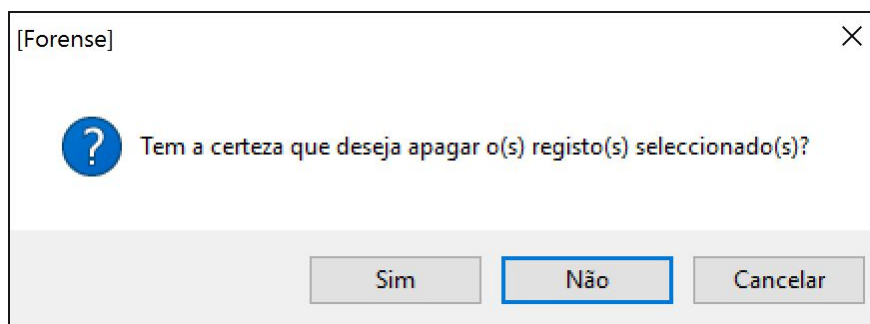 [Forense]
Tem a certeza que deseja apagar o(s) registo(s) seleccionado(s)?
Sim Não Cancelar